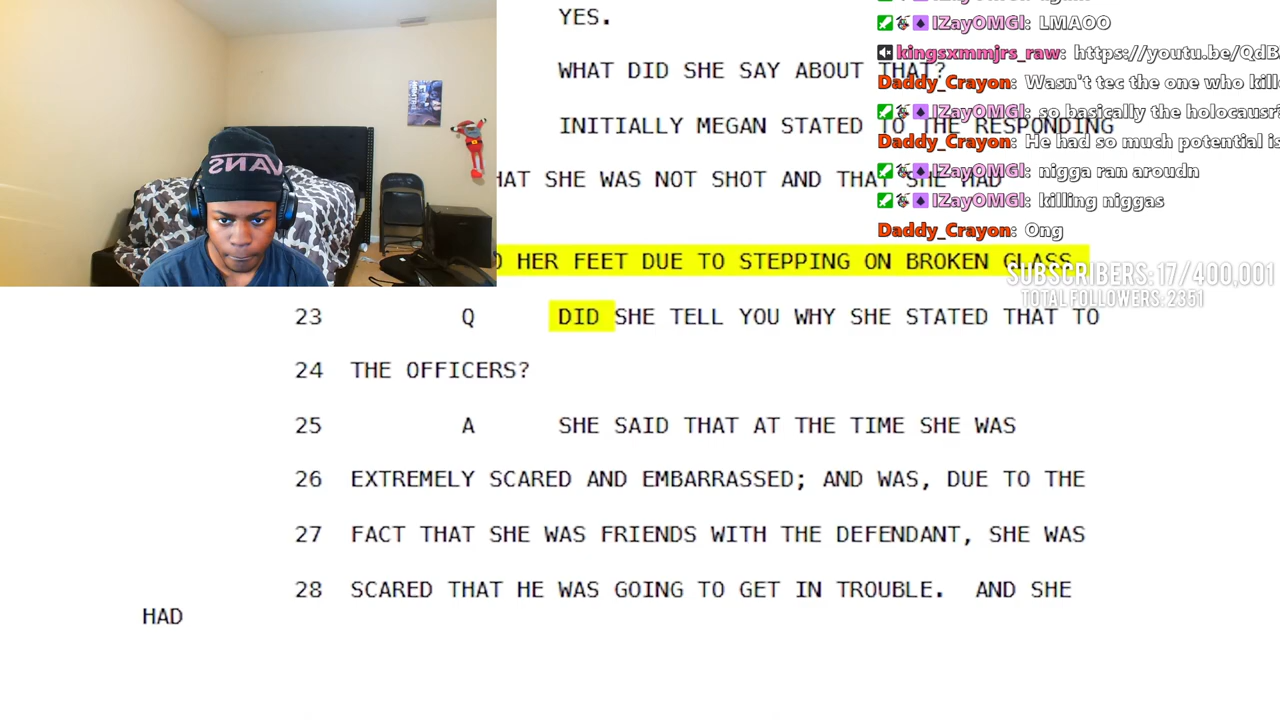 YES.
WHAT DID SHE SAY ABOUT THAT?
INITIALLY MEGAN STATED TO THE RESPONDING
HAT SHE WAS NOT SHOT AND THAT SHE HAD
HER FEET DUE TO STEPPING ON BROKEN GLASS.
23 Q DID SHE TELL YOU WHY SHE STATED THAT TO
24 THE OFFICERS?
25 A SHE SAID THAT AT THE TIME SHE WAS
26 EXTREMELY SCARED AND EMBARRASSED; AND WAS, DUE TO THE
27 FACT THAT SHE WAS FRIENDS WITH THE DEFENDANT, SHE WAS
28 SCARED THAT HE WAS GOING TO GET IN TROUBLE. AND SHE
HAD
VANS
lZayOMGl: LMAOO
kingsxmmjrs_raw: https://youtu.be/QdB
Daddy_Crayon: Wasn't tec the one who kill
lZayOMGl: so basically the holocausr
Daddy_Crayon: He had so much potential is
lZayOMGl: nigga ran aroudn
lZayOMGl: killing niggas
Daddy_Crayon: Ong
SUBSCRIBERS: 17/400,001
TOTAL FOLLOWERS: 2351